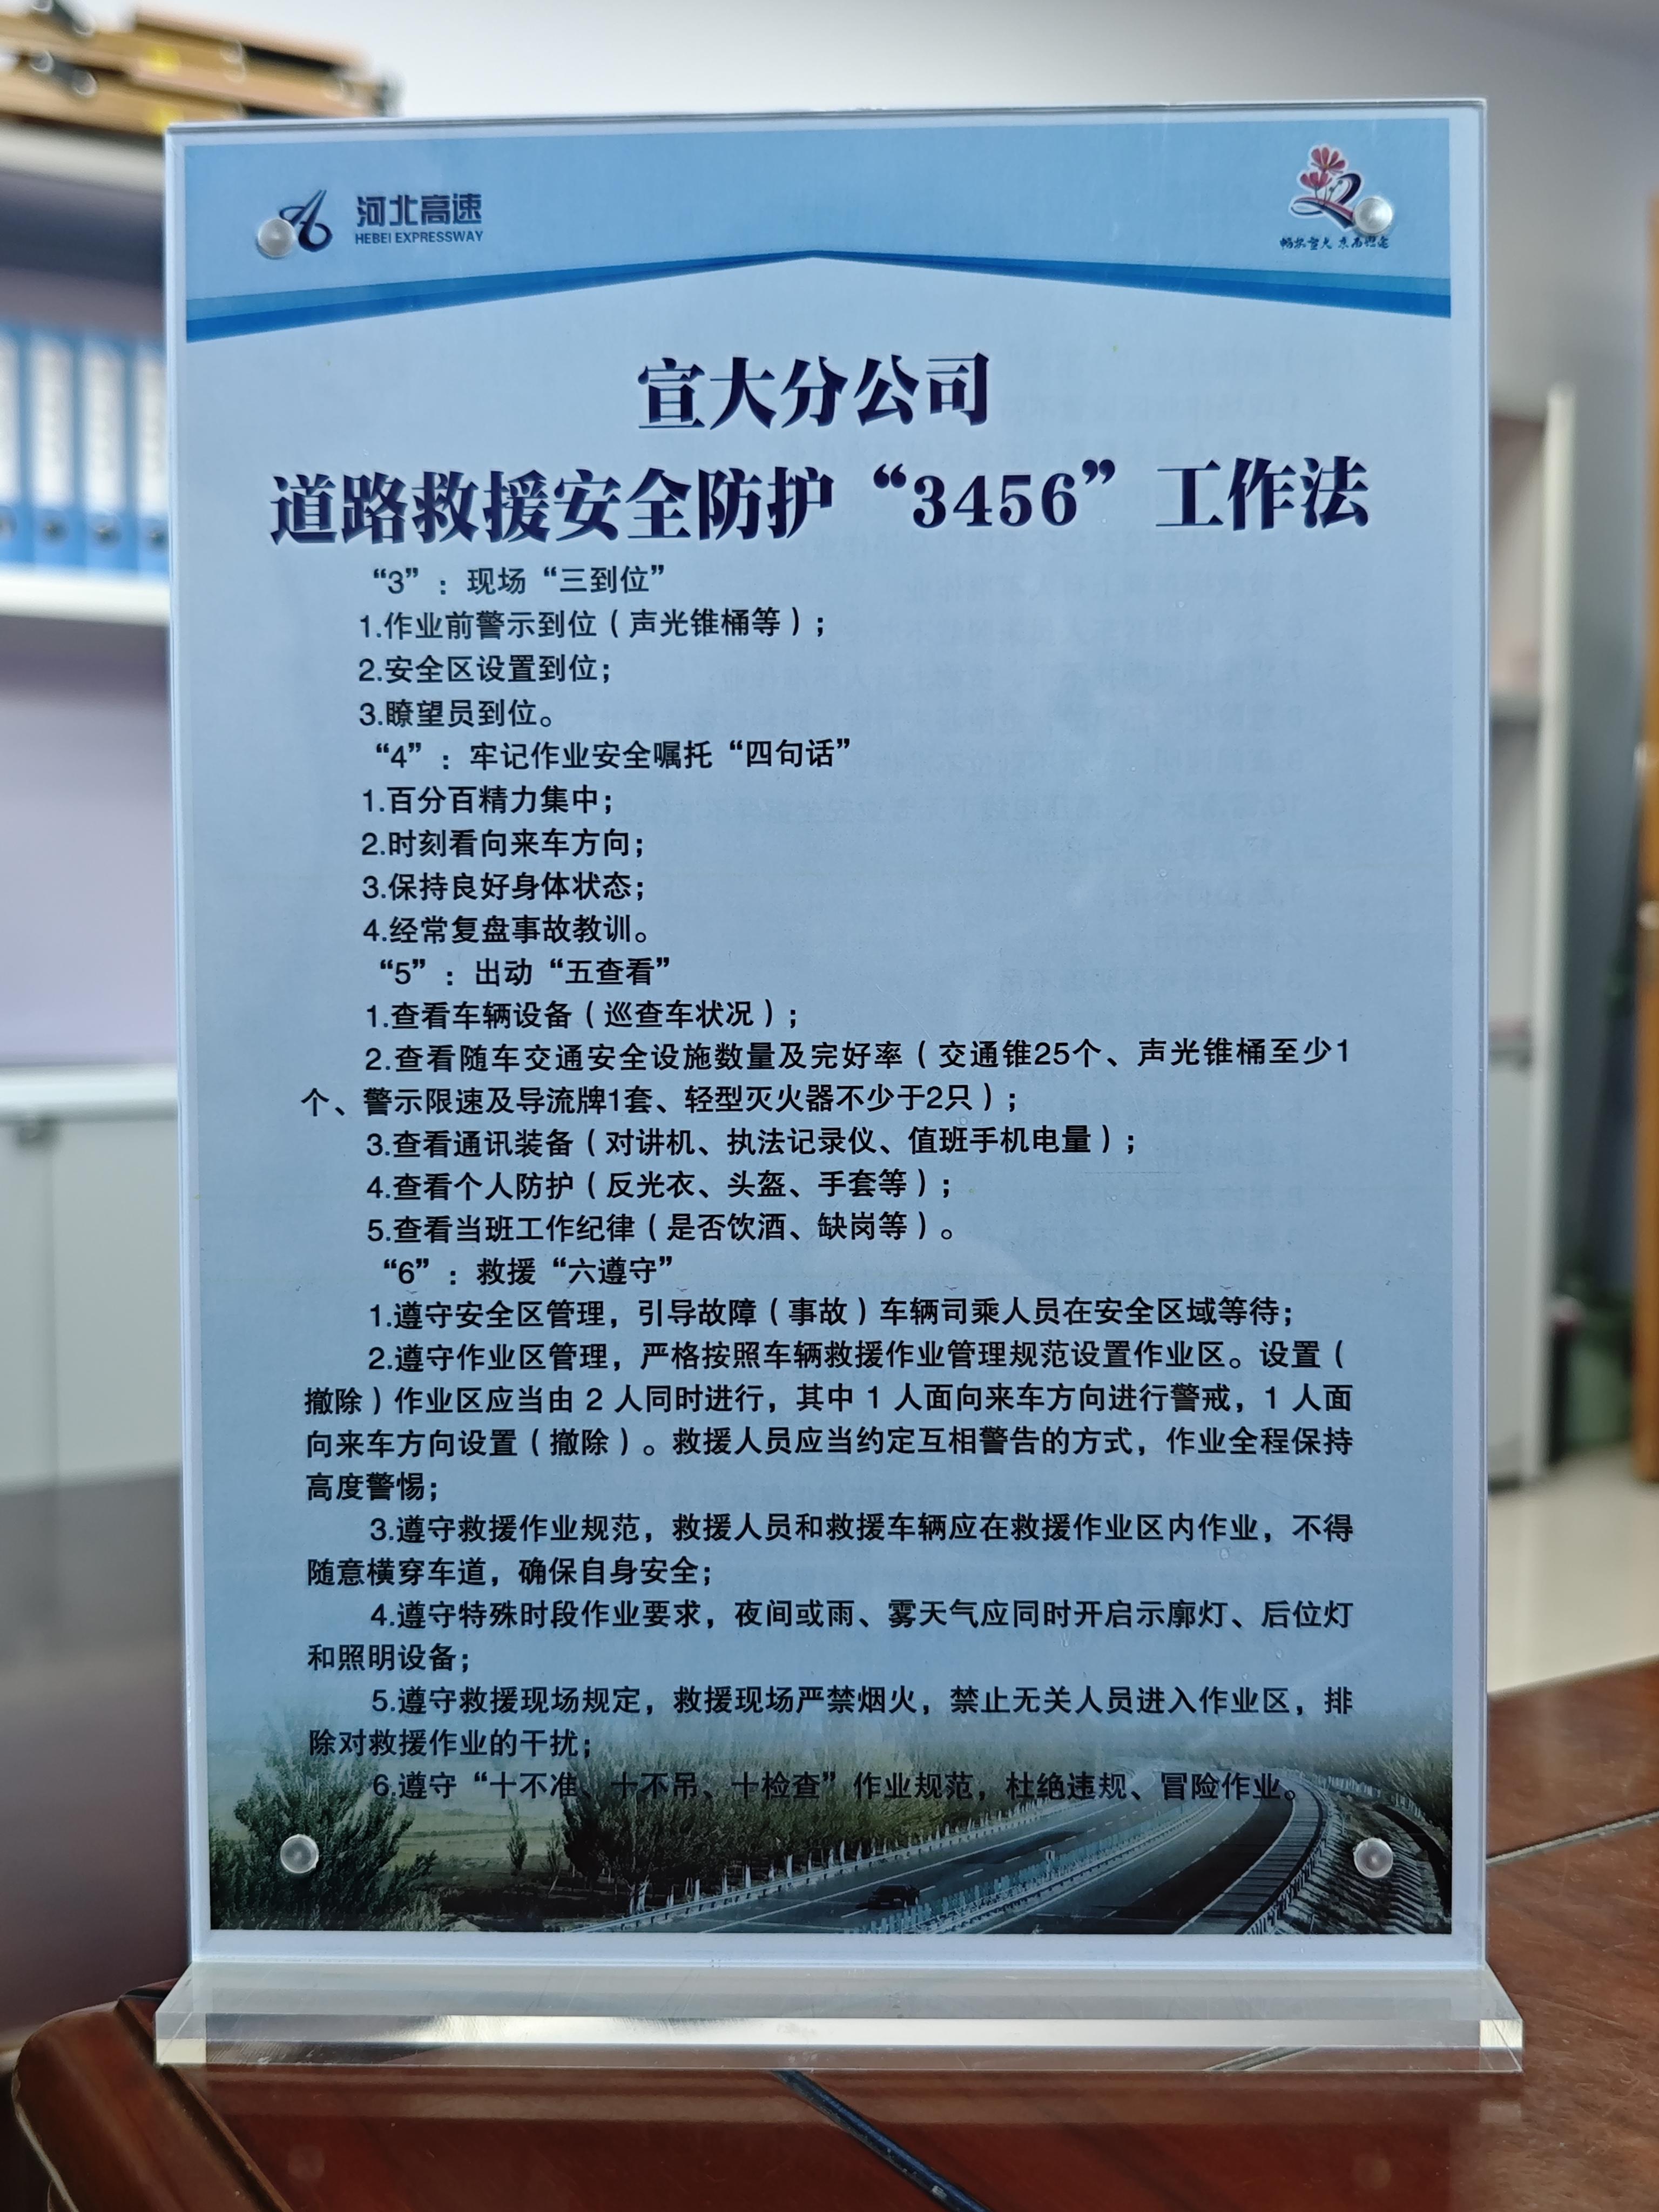 河北高速
HEBEI EXPRESSWAY
宣大分公司
道路救援安全防护“3456”工作法
“3”：现场“三到位”
1.作业前警示到位（声光锥桶等）；
2.安全区设置到位；
3.瞭望员到位。
“4”：牢记作业安全嘱托“四句话”
1.百分百精力集中；
2.时刻看向来车方向；
3.保持良好身体状态；
4.经常复盘事故教训。
“5”：出动“五查看”
1.查看车辆设备（巡查车状况）；
2.查看随车交通安全设施数量及完好率（交通锥25个、声光锥桶至少1
个、警示限速及导流牌1套、轻型灭火器不少于2只）；
3.查看通讯装备（对讲机、执法记录仪、值班手机电量）；
4.查看个人防护（反光衣、头盔、手套等）；
5.查看当班工作纪律（是否饮酒、缺岗等）。
“6”：救援“六遵守”
1.遵守安全区管理，引导故障（事故）车辆司乘人员在安全区域等待；
2.遵守作业区管理，严格按照车辆救援作业管理规范设置作业区。设置（
撤除）作业区应当由 2 人同时进行，其中 1 人面向来车方向进行警戒，1 人面
向来车方向设置（撤除）。救援人员应当约定互相警告的方式，作业全程保持
高度警惕；
3.遵守救援作业规范，救援人员和救援车辆应在救援作业区内作业，不得
随意横穿车道，确保自身安全；
4.遵守特殊时段作业要求，夜间或雨、雾天气应同时开启示廓灯、后位灯
和照明设备；
5.遵守救援现场规定，救援现场严禁烟火，禁止无关人员进入作业区，排
除对救援作业的干扰；
6.遵守“十不准、十不吊、十检查”作业规范，杜绝违规、冒险作业。